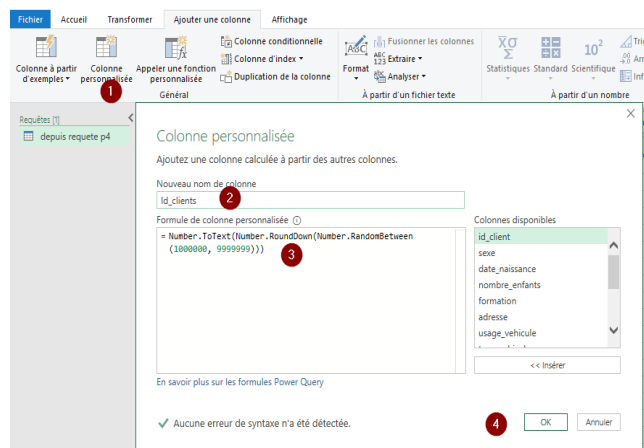 Fichier Accueil Transformer Ajouter une colonne Affichage
Colonne à partir d'exemples
Colonne personnalisée
Appeler une fonction personnalisée
Colonne conditionnelle
Colonne d'index
Duplication de la colonne
Général
Format
Fusionner les colonnes
Extraire
Analyser
À partir d'un fichier texte
Statistiques Standard Scientifique
Trig
Arr
Inf
À partir d'un nombre
1
Requêtes [1]
depuis requete p4
Colonne personnalisée
Ajoutez une colonne calculée à partir des autres colonnes.
Nouveau nom de colonne
2
Id_clients
Formule de colonne personnalisée
= Number.ToText(Number.RoundDown(Number.RandomBetween
(1000000, 9999999)))
3
Colonnes disponibles
id_client
sexe
date_naissance
nombre_enfants
formation
adresse
usage_vehicule
<< Insérer
En savoir plus sur les formules Power Query
Aucune erreur de syntaxe n'a été détectée.
4
OK Annuler